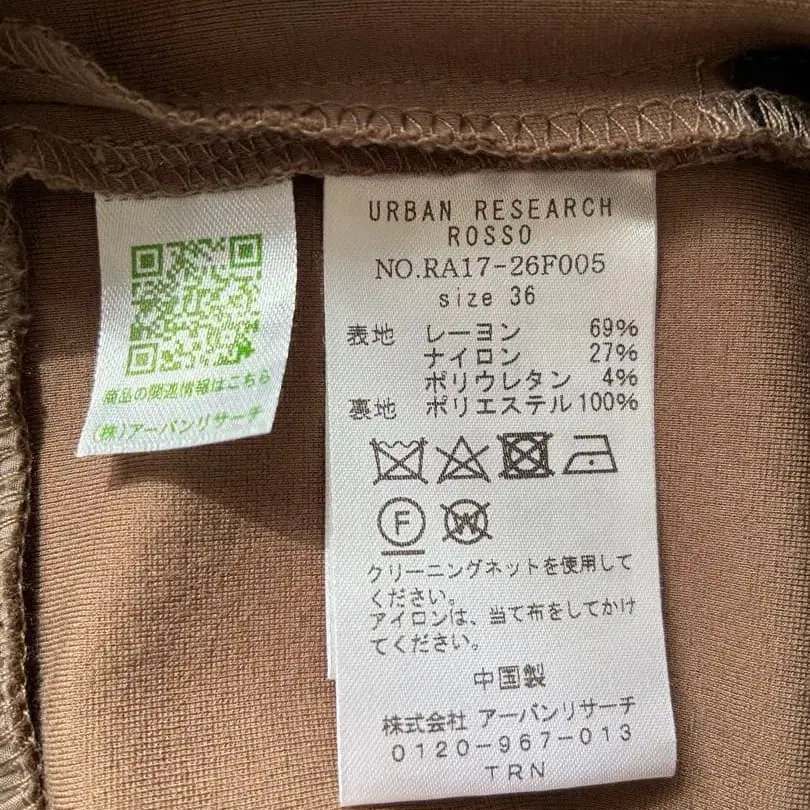 商品の関連情報はこちら
(株)アーバンリサーチ
URBAN RESEARCH
ROSSO
NO.RA17-26F005
size 36
表地 レーヨン 69%
ナイロン 27%
ポリウレタン 4%
裏地 ポリエステル 100%
F W
クリーニングネットを使用して
ください。
アイロンは、当て布をしてかけ
てください。
中国製
株式会社 アーバンリサーチ
0120-967-013
TRN